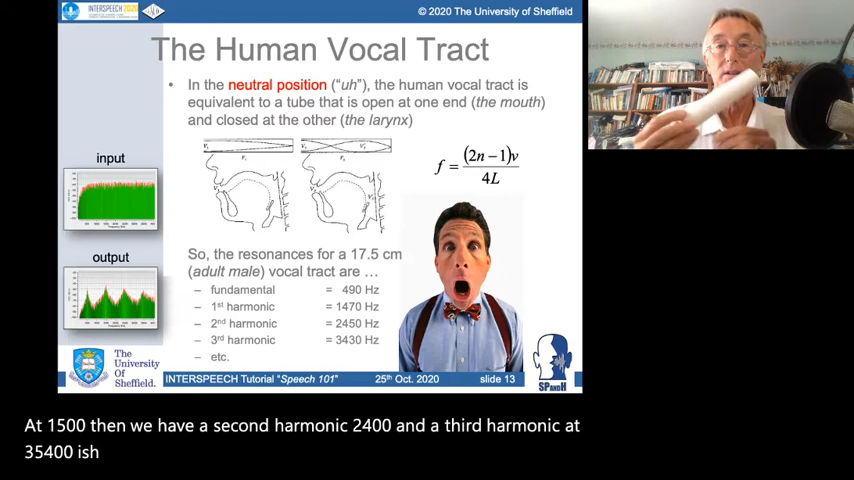 INTERSPEECH 2020
© 2020 The University of Sheffield
The Human Vocal Tract
• In the neutral position ("uh"), the human vocal tract is
equivalent to a tube that is open at one end (the mouth)
and closed at the other (the larynx)
input
f = (2n − 1)v
4L
output
So, the resonances for a 17.5 cm
(adult male) vocal tract are …
– fundamental = 490 Hz
– 1st harmonic = 1470 Hz
– 2nd harmonic = 2450 Hz
– 3rd harmonic = 3430 Hz
– etc.
The
University
Of
Sheffield.
INTERSPEECH Tutorial "Speech 101"
25th Oct. 2020
slide 13
SPandH
At 1500 then we have a second harmonic 2400 and a third harmonic at
35400 ish